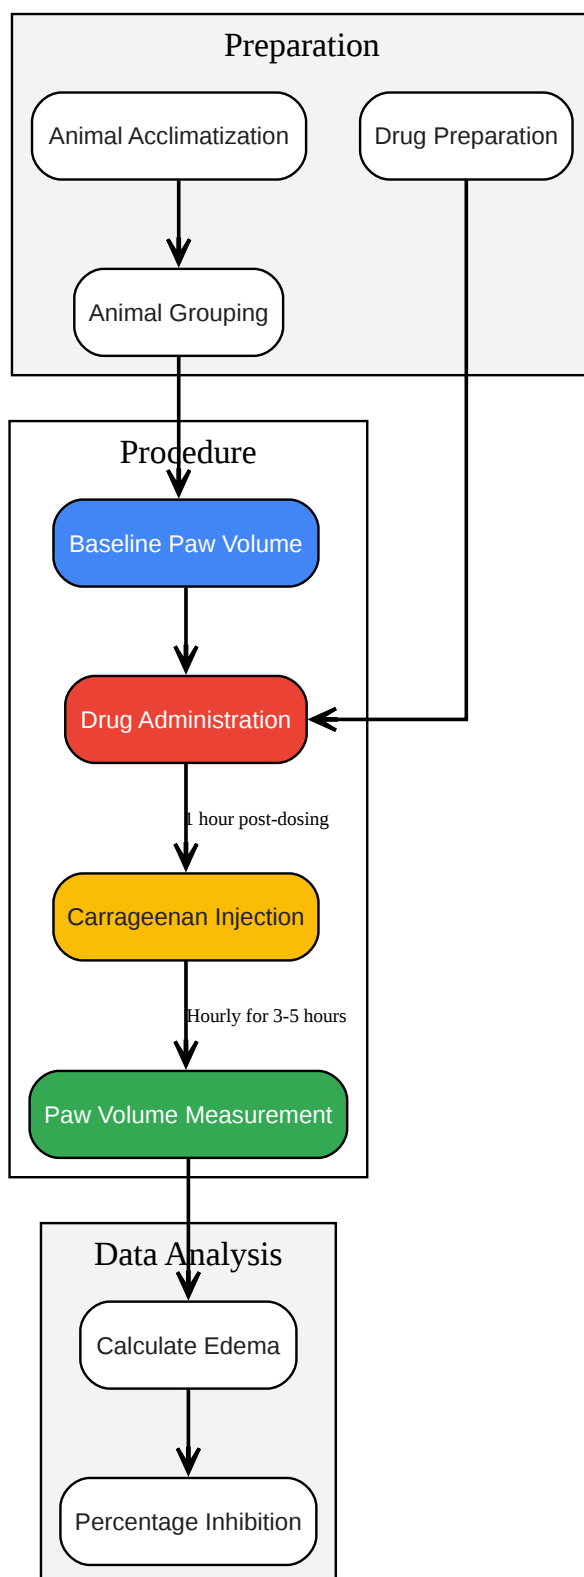 Preparation
Animal Acclimatization
Drug Preparation
Animal Grouping
Procedure
Baseline Paw Volume
Drug Administration
1 hour post-dosing
Carrageenan Injection
Hourly for 3-5 hours
Paw Volume Measurement
Data Analysis
Calculate Edema
Percentage Inhibition